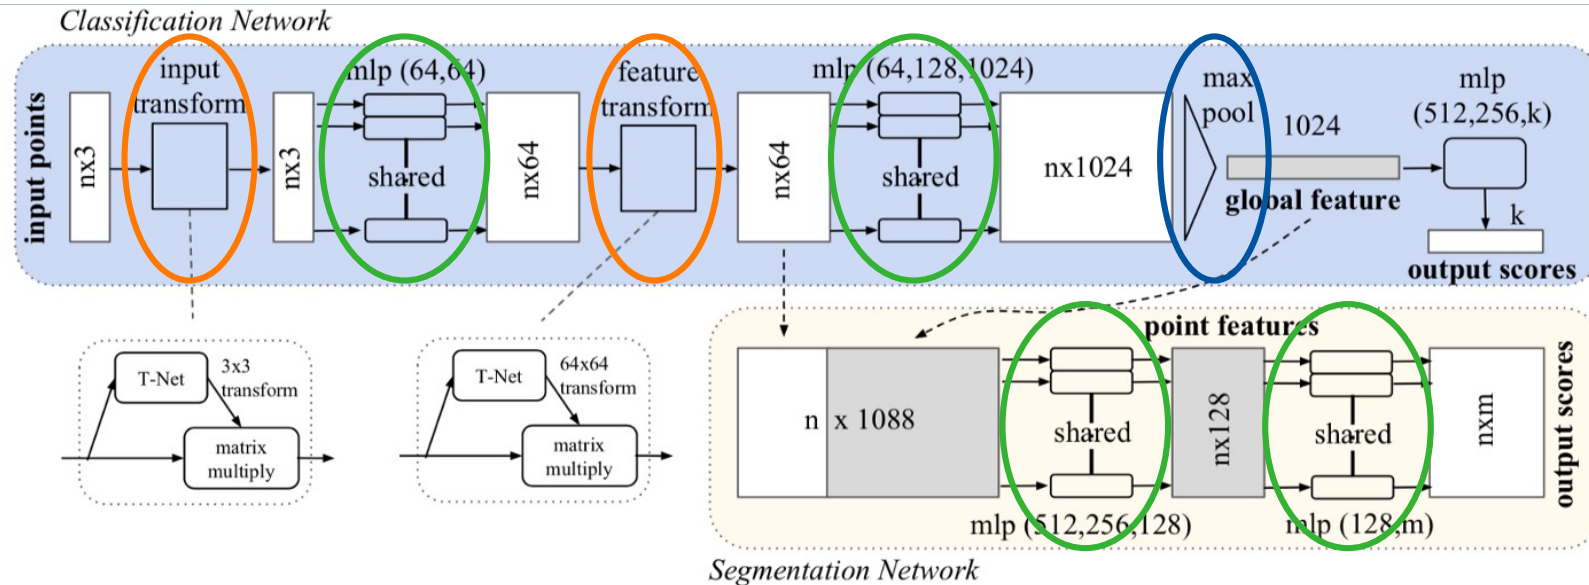 Classification Network
input points
nx3
input
transform
nx3
mlp (64,64)
shared
nx64
feature
transform
nx64
mlp (64,128,1024)
shared
nx1024
max
pool
1024
global feature
mlp
(512,256,k)
k
output scores
T-Net
3x3
transform
matrix
multiply
T-Net
64x64
transform
matrix
multiply
point features
n x 1088
shared
mlp (512,256,128)
nx128
shared
mlp (128,m)
nxm
output scores
Segmentation Network